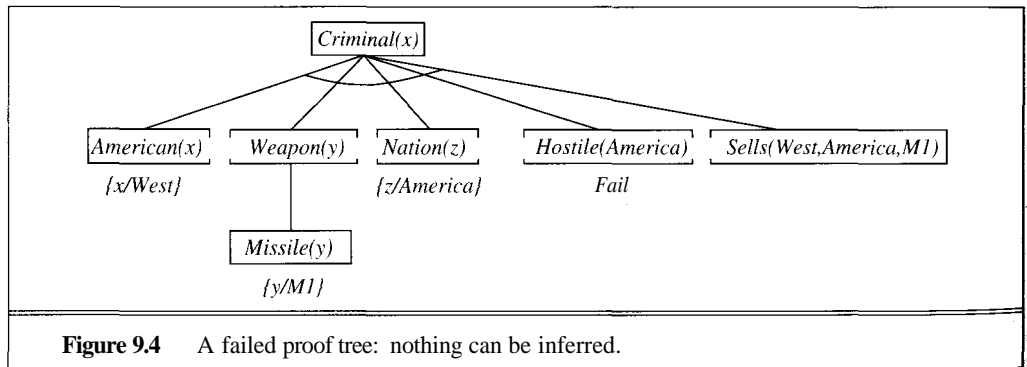 Criminal(x)
American(x) Weapon(y) Nation(z) Hostile(America) Sells(West,America,M1)
{x/West} {z/America} Fail
Missile(y)
{y/M1}
Figure 9.4 A failed proof tree: nothing can be inferred.